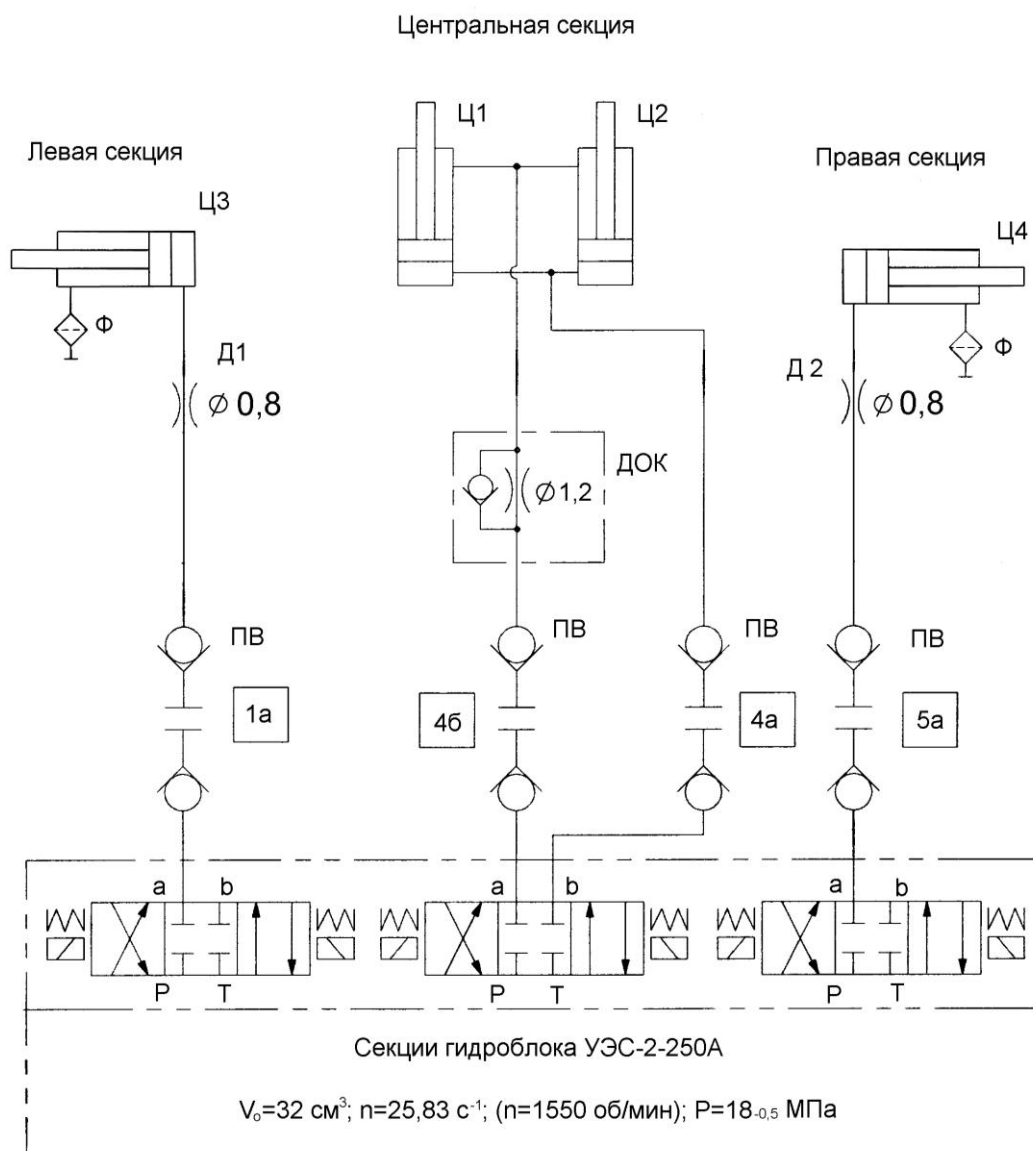 Центральная секция
Ц1
Ц2
Левая секция
Правая секция
Ц3
Ц4
Ф
Ф
Д1
Д 2
∅ 0,8
∅ 0,8
ДОК
∅ 1,2
ПВ
ПВ
ПВ
ПВ
1а
4б
4а
5а
a b
a b
a b
P T
P T
P T
Секции гидроблока УЭС-2-250А
Vₒ=32 см³; n=25,83 с⁻¹; (n=1550 об/мин); P=18-0,5 МПа